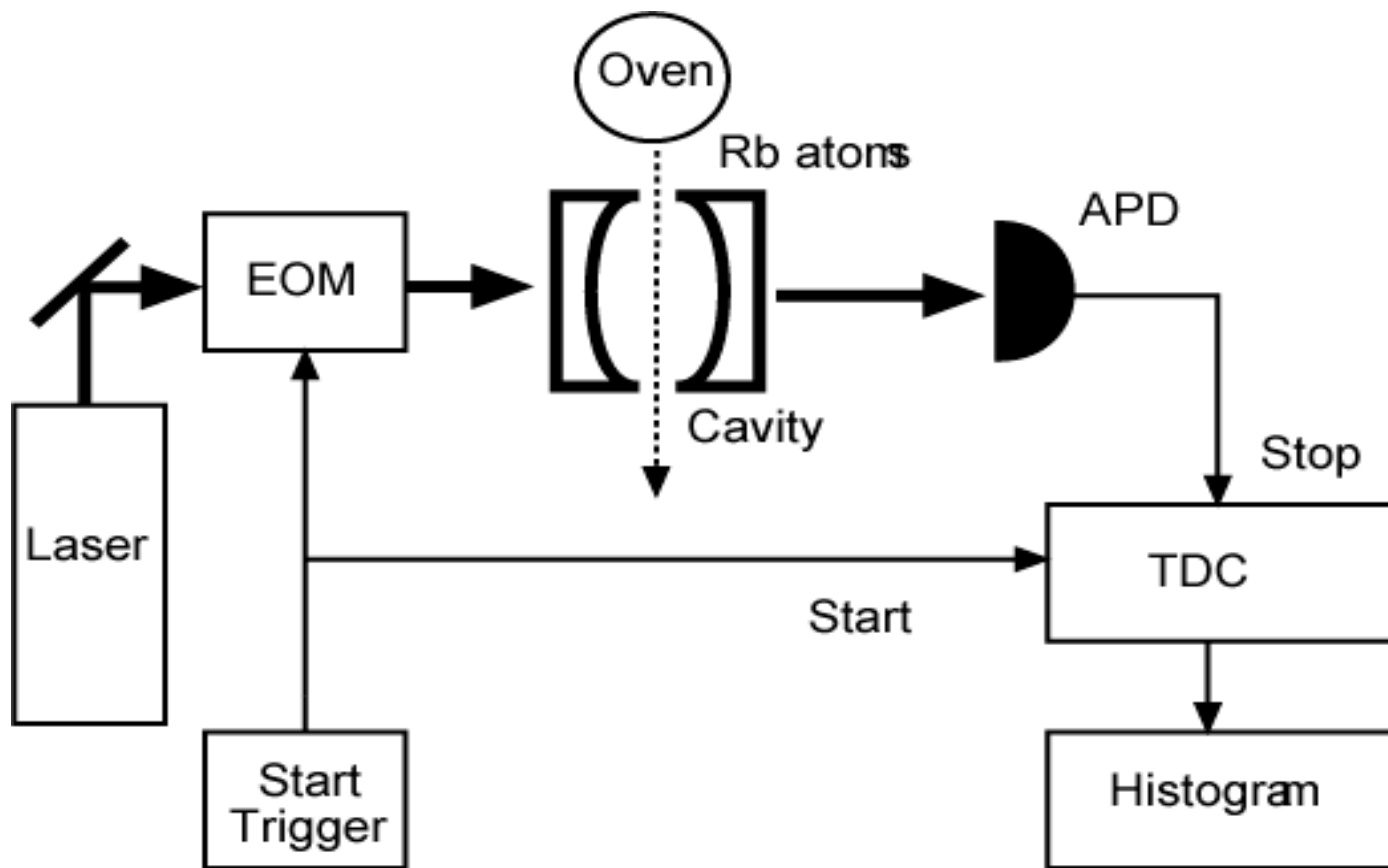 Oven
Rb atoms
APD
EOM
Cavity
Stop
Laser
TDC
Start
Start
Trigger
Histogram